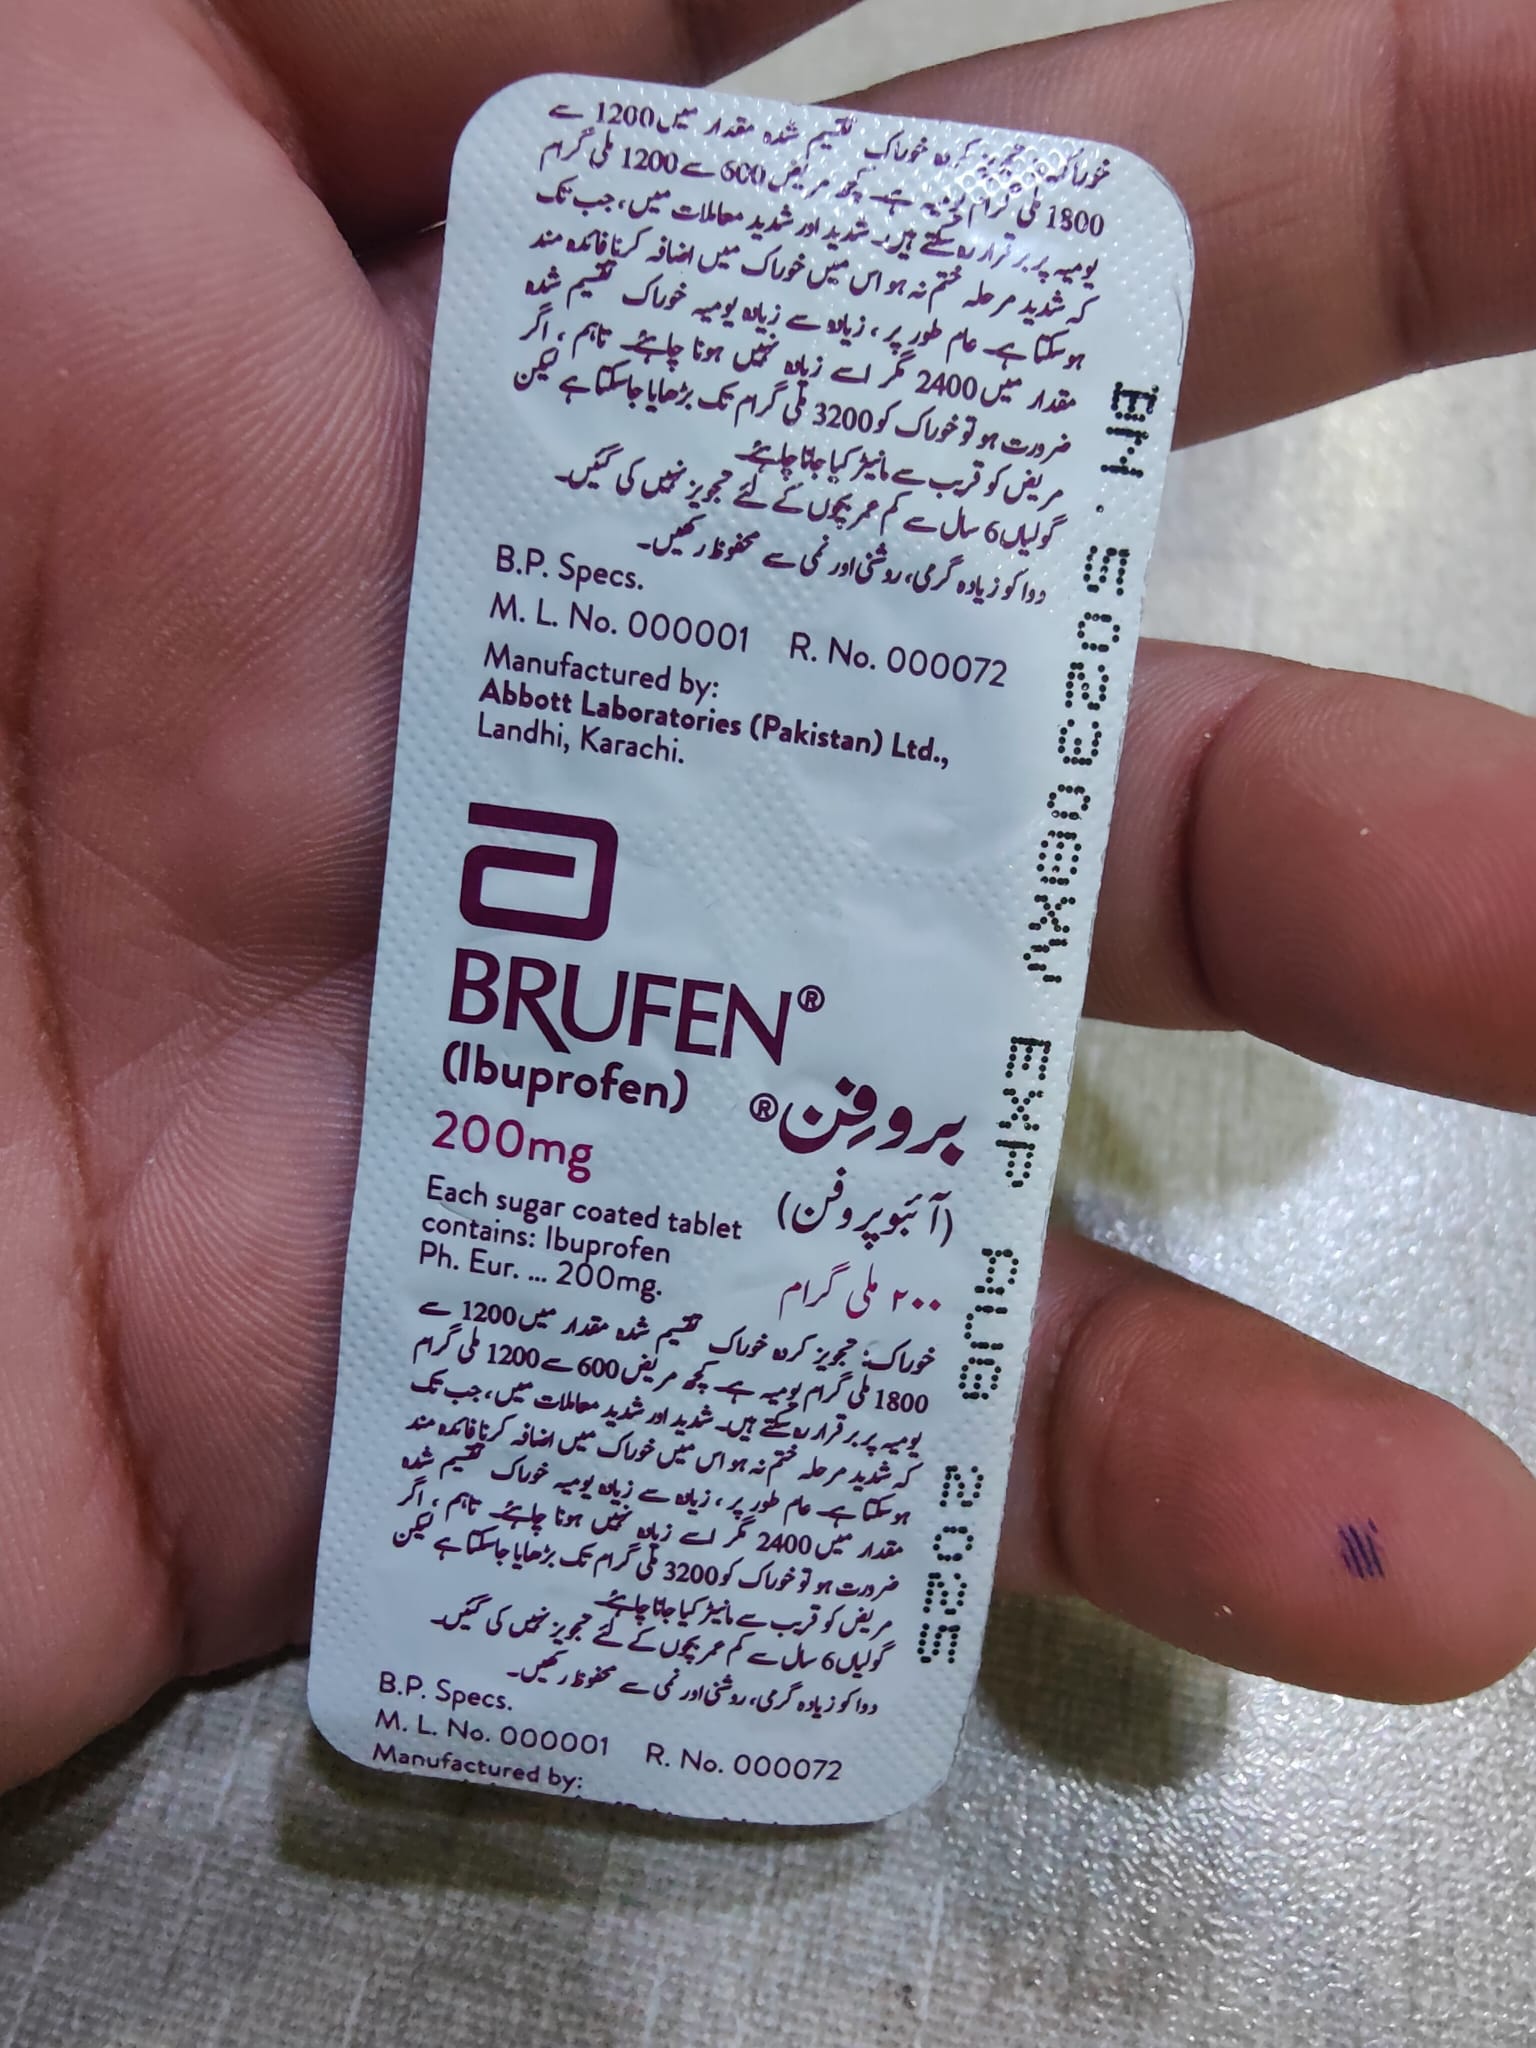 خوراک: تجویز کردہ خوراک تقسیم شدہ مقدار میں 1200 سے
1800 ملی گرام یومیہ ہے۔ کچھ مریض 600 سے 1200 ملی گرام
یومیہ پر برقرار رہ سکتے ہیں۔ شدید اور شدید معاملات میں، جب تک
کہ شدید مرحلہ ختم نہ ہو اس میں خوراک میں اضافہ کرنا فائدہ مند
ہوسکتا ہے۔ عام طور پر، زیادہ سے زیادہ یومیہ خوراک تقسیم شدہ
مقدار میں 2400 مگر اسے زیادہ نہیں ہونا چاہئے۔ تاہم، اگر
ضرورت ہو تو خوراک کو 3200 ملی گرام تک بڑھایا جاسکتا ہے لیکن
مریض کو قریب سے مانیٹر کیا جانا چاہئے۔
گولیاں 6 سال سے کم عمر بچوں کے لئے تجویز نہیں کی گئیں۔
دوا کو زیادہ گرمی، روشنی اور نمی سے محفوظ رکھیں۔
B.P. Specs.
M. L. No. 000001 R. No. 000072
Manufactured by:
Abbott Laboratories (Pakistan) Ltd.,
Landhi, Karachi.
BRUFEN®
(Ibuprofen)
200mg
بروفِن®
(آئبوپروفن)
۲۰۰ ملی گرام
Each sugar coated tablet
contains: Ibuprofen
Ph. Eur. ... 200mg.
خوراک: تجویز کردہ خوراک تقسیم شدہ مقدار میں 1200 سے
1800 ملی گرام یومیہ ہے۔ کچھ مریض 600 سے 1200 ملی گرام
یومیہ پر برقرار رہ سکتے ہیں۔ شدید اور شدید معاملات میں، جب تک
کہ شدید مرحلہ ختم نہ ہو اس میں خوراک میں اضافہ کرنا فائدہ مند
ہوسکتا ہے۔ عام طور پر، زیادہ سے زیادہ یومیہ خوراک تقسیم شدہ
مقدار میں 2400 مگر اسے زیادہ نہیں ہونا چاہئے۔ تاہم، اگر
ضرورت ہو تو خوراک کو 3200 ملی گرام تک بڑھایا جاسکتا ہے لیکن
مریض کو قریب سے مانیٹر کیا جانا چاہئے۔
گولیاں 6 سال سے کم عمر بچوں کے لئے تجویز نہیں کی گئیں۔
دوا کو زیادہ گرمی، روشنی اور نمی سے محفوظ رکھیں۔
B.P. Specs.
M. L. No. 000001 R. No. 000072
Manufactured by:
EXP AUG 2025